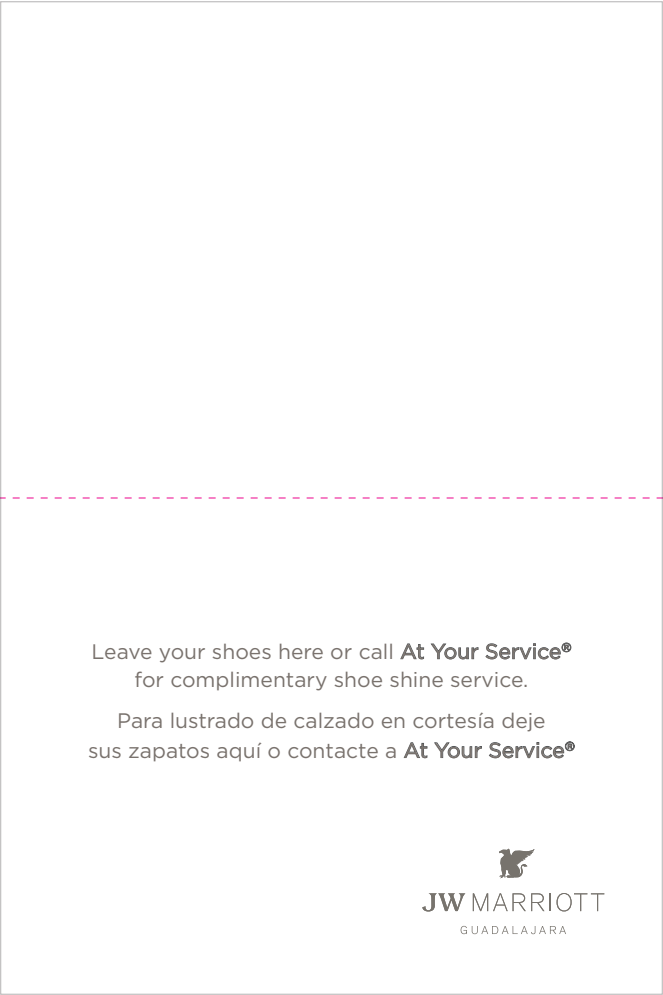 Leave your shoes here or call At Your Service®
for complimentary shoe shine service.
Para lustrado de calzado en cortesía deje
sus zapatos aquí o contacte a At Your Service®
JW MARRIOTT
GUADALAJARA